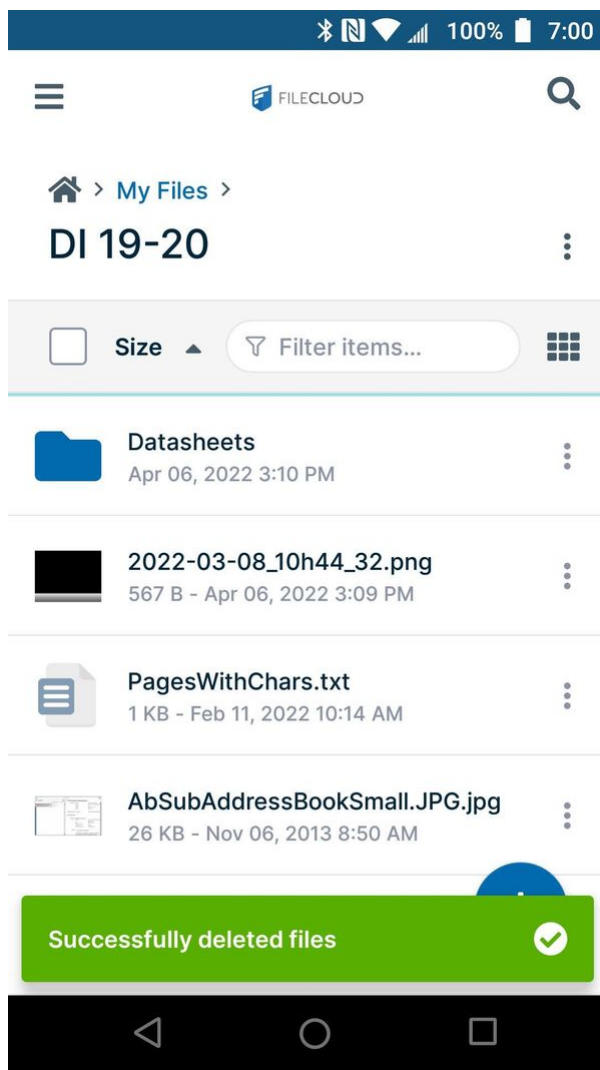 100% 7:00
FILECLOUD
> My Files >
DI 19-20
Size Filter items...
Datasheets
Apr 06, 2022 3:10 PM
2022-03-08_10h44_32.png
567 B - Apr 06, 2022 3:09 PM
PagesWithChars.txt
1 KB - Feb 11, 2022 10:14 AM
AbSubAddressBookSmall.JPG.jpg
26 KB - Nov 06, 2013 8:50 AM
Successfully deleted files